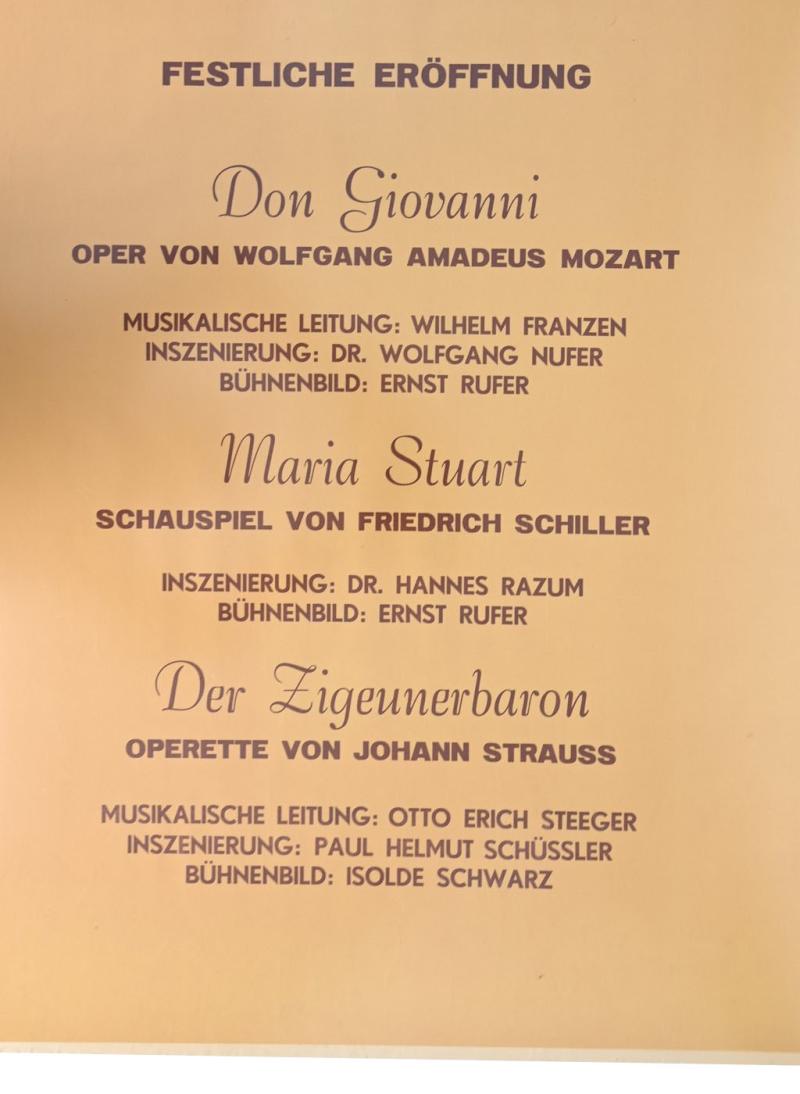 FESTLICHE ERÖFFNUNG
Don Giovanni
OPER VON WOLFGANG AMADEUS MOZART
MUSIKALISCHE LEITUNG: WILHELM FRANZEN
INSZENIERUNG: DR. WOLFGANG NUFER
BÜHNENBILD: ERNST RUFER
Maria Stuart
SCHAUSPIEL VON FRIEDRICH SCHILLER
INSZENIERUNG: DR. HANNES RAZUM
BÜHNENBILD: ERNST RUFER
Der Zigeunerbaron
OPERETTE VON JOHANN STRAUSS
MUSIKALISCHE LEITUNG: OTTO ERICH STEEGER
INSZENIERUNG: PAUL HELMUT SCHÜSSLER
BÜHNENBILD: ISOLDE SCHWARZ